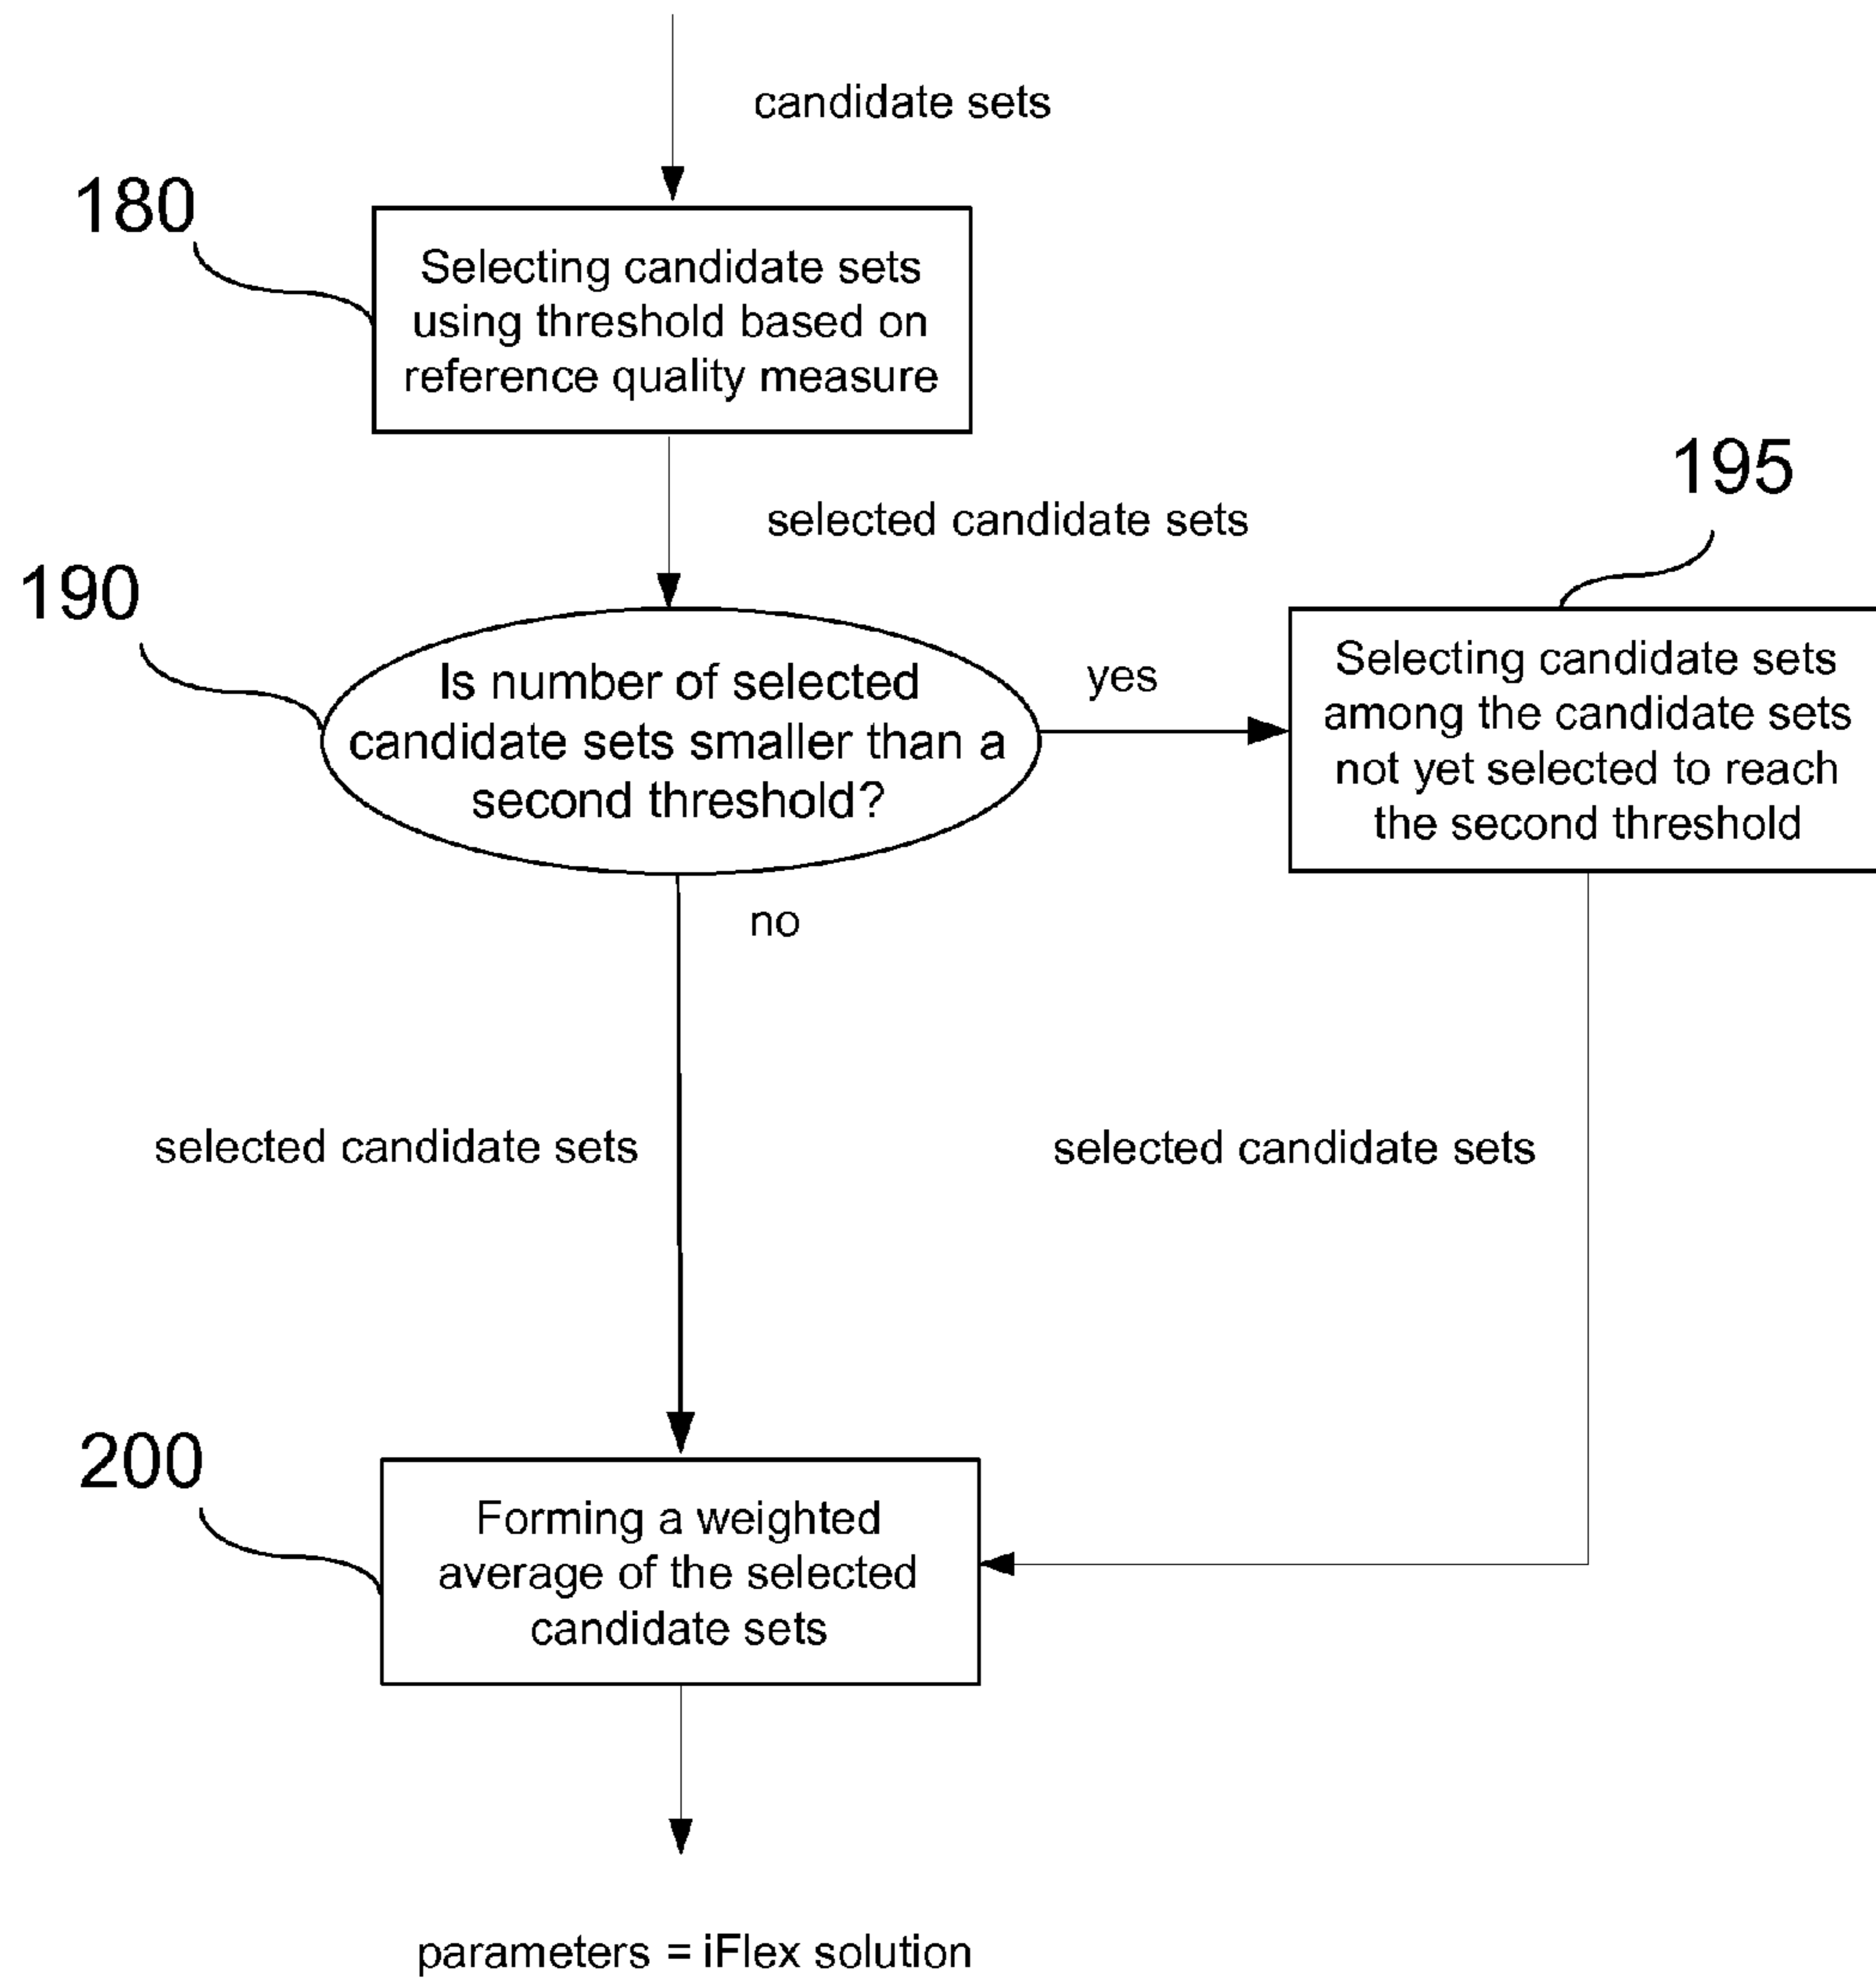 candidate sets
180
Selecting candidate sets
using threshold based on
reference quality measure
selected candidate sets
195
190
Is number of selected
candidate sets smaller than a
second threshold?
yes
Selecting candidate sets
among the candidate sets
not yet selected to reach
the second threshold
no
selected candidate sets
selected candidate sets
200
Forming a weighted
average of the selected
candidate sets
parameters = iFlex solution